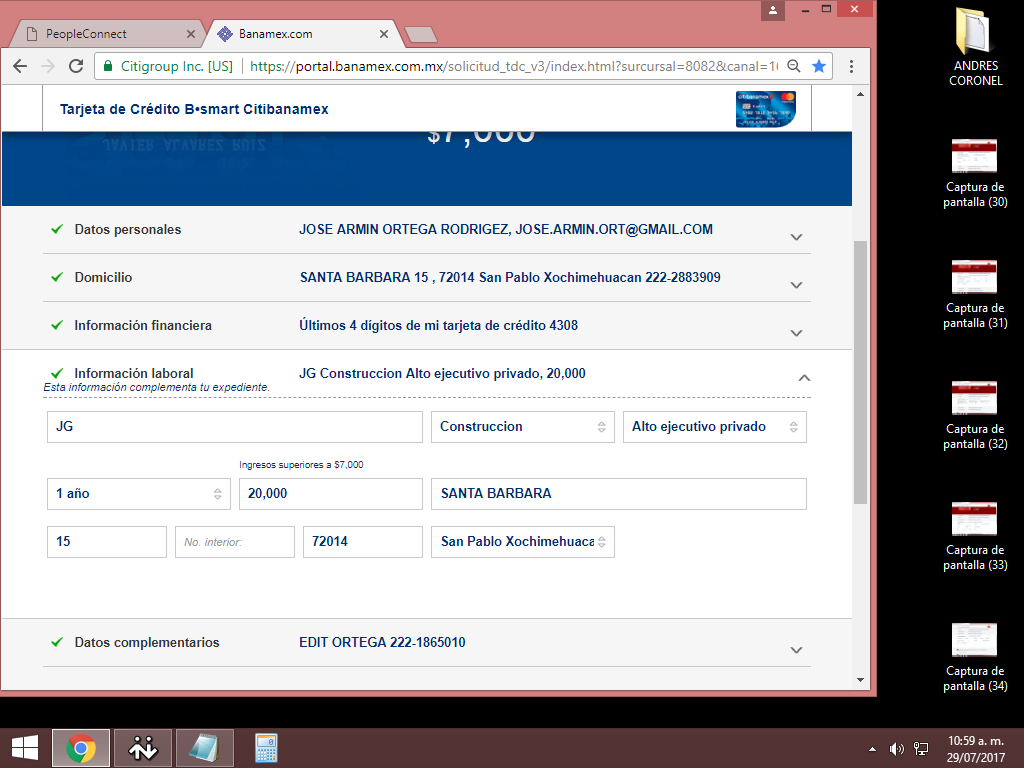 PeopleConnect
Banamex.com
Citigroup Inc. [US] https://portal.banamex.com.mx/solicitud_tdc_v3/index.html?surcursal=8082&canal=1
Tarjeta de Crédito B•smart Citibanamex
citibanamex
$7,000
JAVIER ALVAREZ RUIZ
Datos personales JOSE ARMIN ORTEGA RODRIGEZ, JOSE.ARMIN.ORT@GMAIL.COM
Domicilio SANTA BARBARA 15 , 72014 San Pablo Xochimehuacan 222-2883909
Información financiera Últimos 4 dígitos de mi tarjeta de crédito 4308
Información laboral JG Construccion Alto ejecutivo privado, 20,000
Esta información complementa tu expediente.
JG Construccion Alto ejecutivo privado
Ingresos superiores a $7,000
1 año 20,000 SANTA BARBARA
15 No. interior: 72014 San Pablo Xochimehuaca
Datos complementarios EDIT ORTEGA 222-1865010
ANDRES
CORONEL
Captura de
pantalla (30)
Captura de
pantalla (31)
Captura de
pantalla (32)
Captura de
pantalla (33)
Captura de
pantalla (34)
10:59 a. m.
29/07/2017